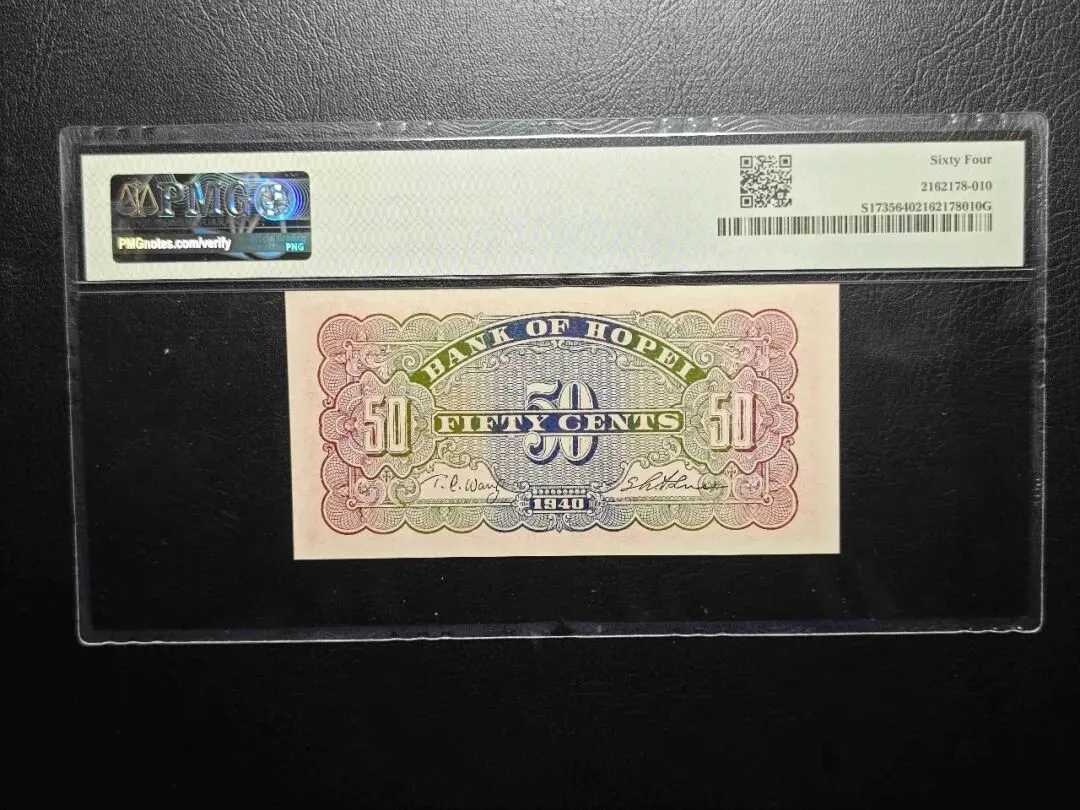 PMG
PMGnotes.com/verify
PNG
Sixty Four
2162178-010
S17356402162178010G
BANK OF HOPEI
50
50
50
FIFTY CENTS
T. C. Wang
1940